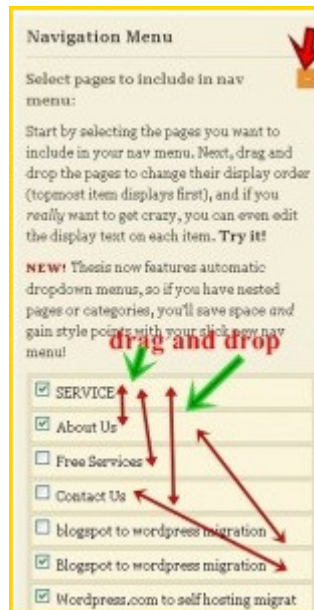 Navigation Menu
Select pages to include in nav
menu:
Start by selecting the pages you want to
include in your nav menu. Next, drag and
drop the pages to change their display order
(topmost item displays first), and if you
really want to get crazy, you can even edit
the display text on each item. Try it!
NEW! Thesis now features automatic
dropdown menus, so if you have nested
pages or categories, you'll save space and
gain style points with your slick new nav
menu!
drag and drop
SERVICE
About Us
Free Services
Contact Us
blogspot to wordpress migration
Blogspot to wordpress migration
Wordpress.com to self hosting migrat